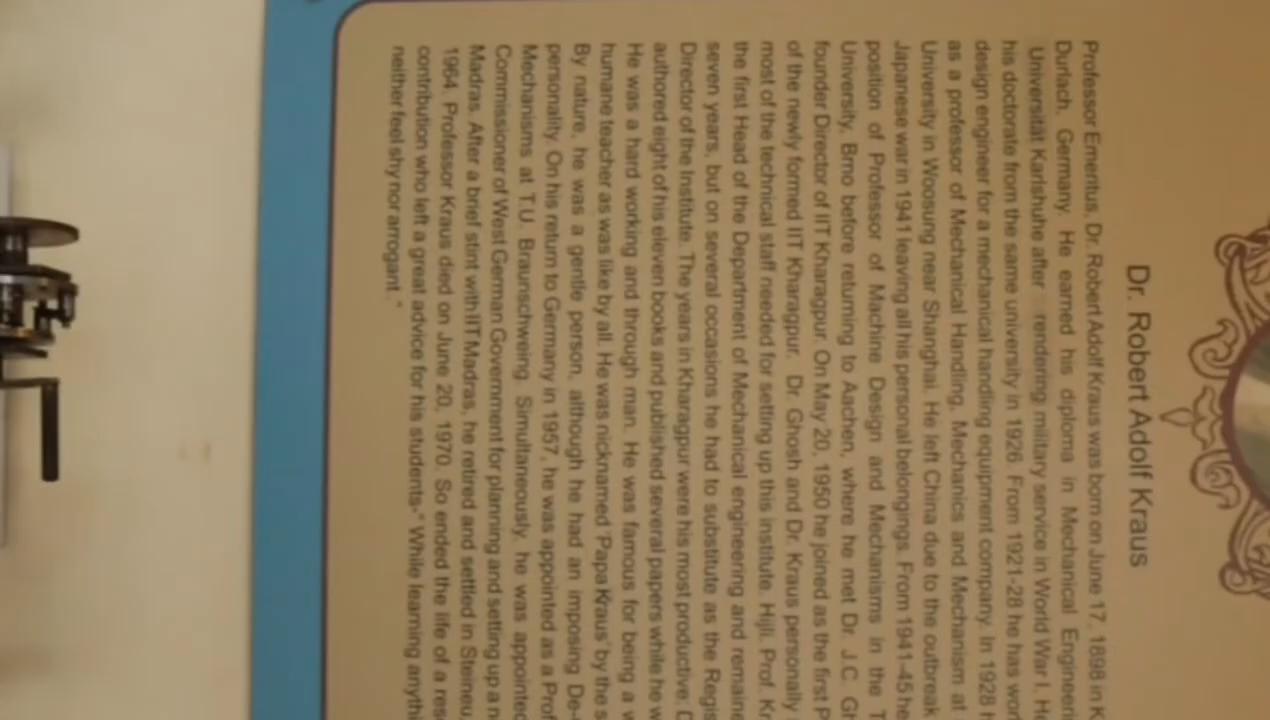 Dr. Robert Adolf Kraus
Professor Emeritus, Dr. Robert Adolf Kraus was born on June 17, 1898 in K
Durlach, Germany. He earned his diploma in Mechanical Engineeri
Universität Karlshuhe after rendering military service in World War I. H
his doctorate from the same university in 1926. From 1921-28 he has wor
design engineer for a mechanical handling equipment company. In 1928 h
as a professor of Mechanical Handling, Mechanics and Mechanism at
University in Woosung near Shanghai. He left China due to the outbreak
Japanese war in 1941 leaving all his personal belongings. From 1941-45 he
position of Professor of Machine Design and Mechanisms in the T
University, Brno before returning to Aachen, where he met Dr. J.C. Gh
founder Director of IIT Kharagpur. On May 20, 1950 he joined as the first P
of the newly formed IIT Kharagpur. Dr. Ghosh and Dr. Kraus personally
most of the technical staff needed for setting up this institute. Hijli. Prof. Kr
the first Head of the Department of Mechanical engineering and remaine
seven years, but on several occasions he had to substitute as the Regis
Director of the Institute. The years in Kharagpur were his most productive. D
authored eight of his eleven books and published several papers while he w
He was a hard working and through man. He was famous for being a w
humane teacher as was like by all. He was nicknamed 'Papa Kraus' by the s
By nature, he was a gentle person, although he had an imposing De-
personality. On his return to Germany in 1957, he was appointed as a Prof
Mechanisms at T.U. Braunschweing. Simultaneously, he was appointed
Commissioner of West German Government for planning and setting up a n
Madras. After a brief stint with IIT Madras, he retired and settled in Steineu,
1964. Professor Kraus died on June 20, 1970. So ended the life of a res
contribution who left a great advice for his students-" While learning anythi
neither feel shy nor arrogant ."